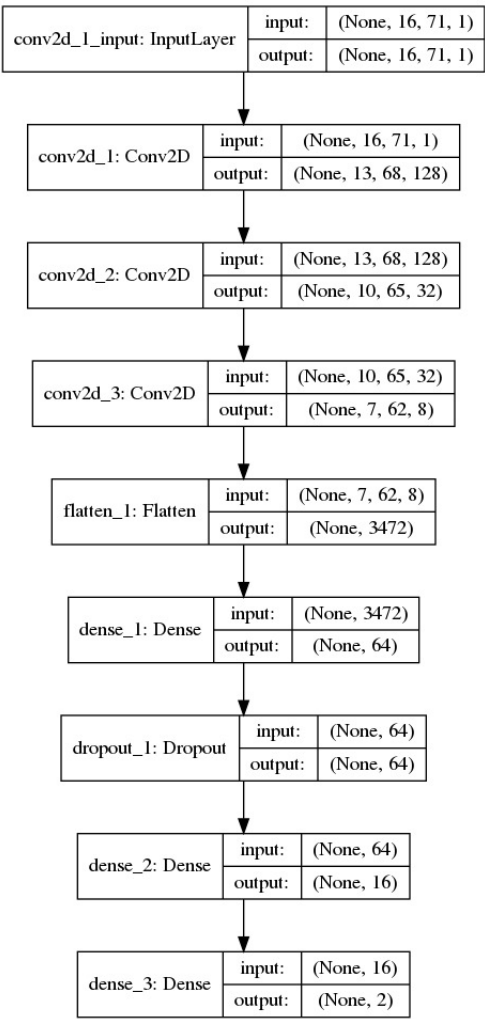 conv2d_1_input: InputLayer
input: (None, 16, 71, 1)
output: (None, 16, 71, 1)
conv2d_1: Conv2D
input: (None, 16, 71, 1)
output: (None, 13, 68, 128)
conv2d_2: Conv2D
input: (None, 13, 68, 128)
output: (None, 10, 65, 32)
conv2d_3: Conv2D
input: (None, 10, 65, 32)
output: (None, 7, 62, 8)
flatten_1: Flatten
input: (None, 7, 62, 8)
output: (None, 3472)
dense_1: Dense
input: (None, 3472)
output: (None, 64)
dropout_1: Dropout
input: (None, 64)
output: (None, 64)
dense_2: Dense
input: (None, 64)
output: (None, 16)
dense_3: Dense
input: (None, 16)
output: (None, 2)